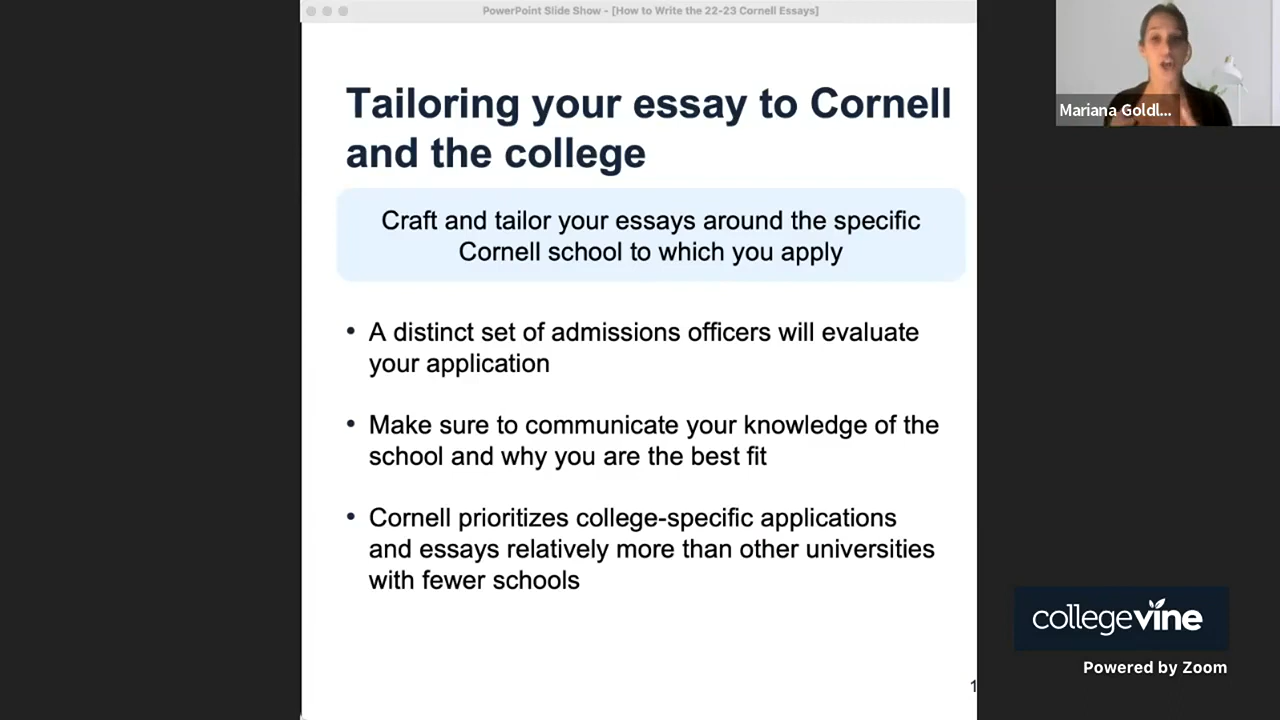 PowerPoint Slide Show - [How to Write the 22-23 Cornell Essays]
Mariana Goldl...
Tailoring your essay to Cornell
and the college
Craft and tailor your essays around the specific
Cornell school to which you apply
• A distinct set of admissions officers will evaluate
your application
• Make sure to communicate your knowledge of the
school and why you are the best fit
• Cornell prioritizes college-specific applications
and essays relatively more than other universities
with fewer schools
collegevine
Powered by Zoom
1